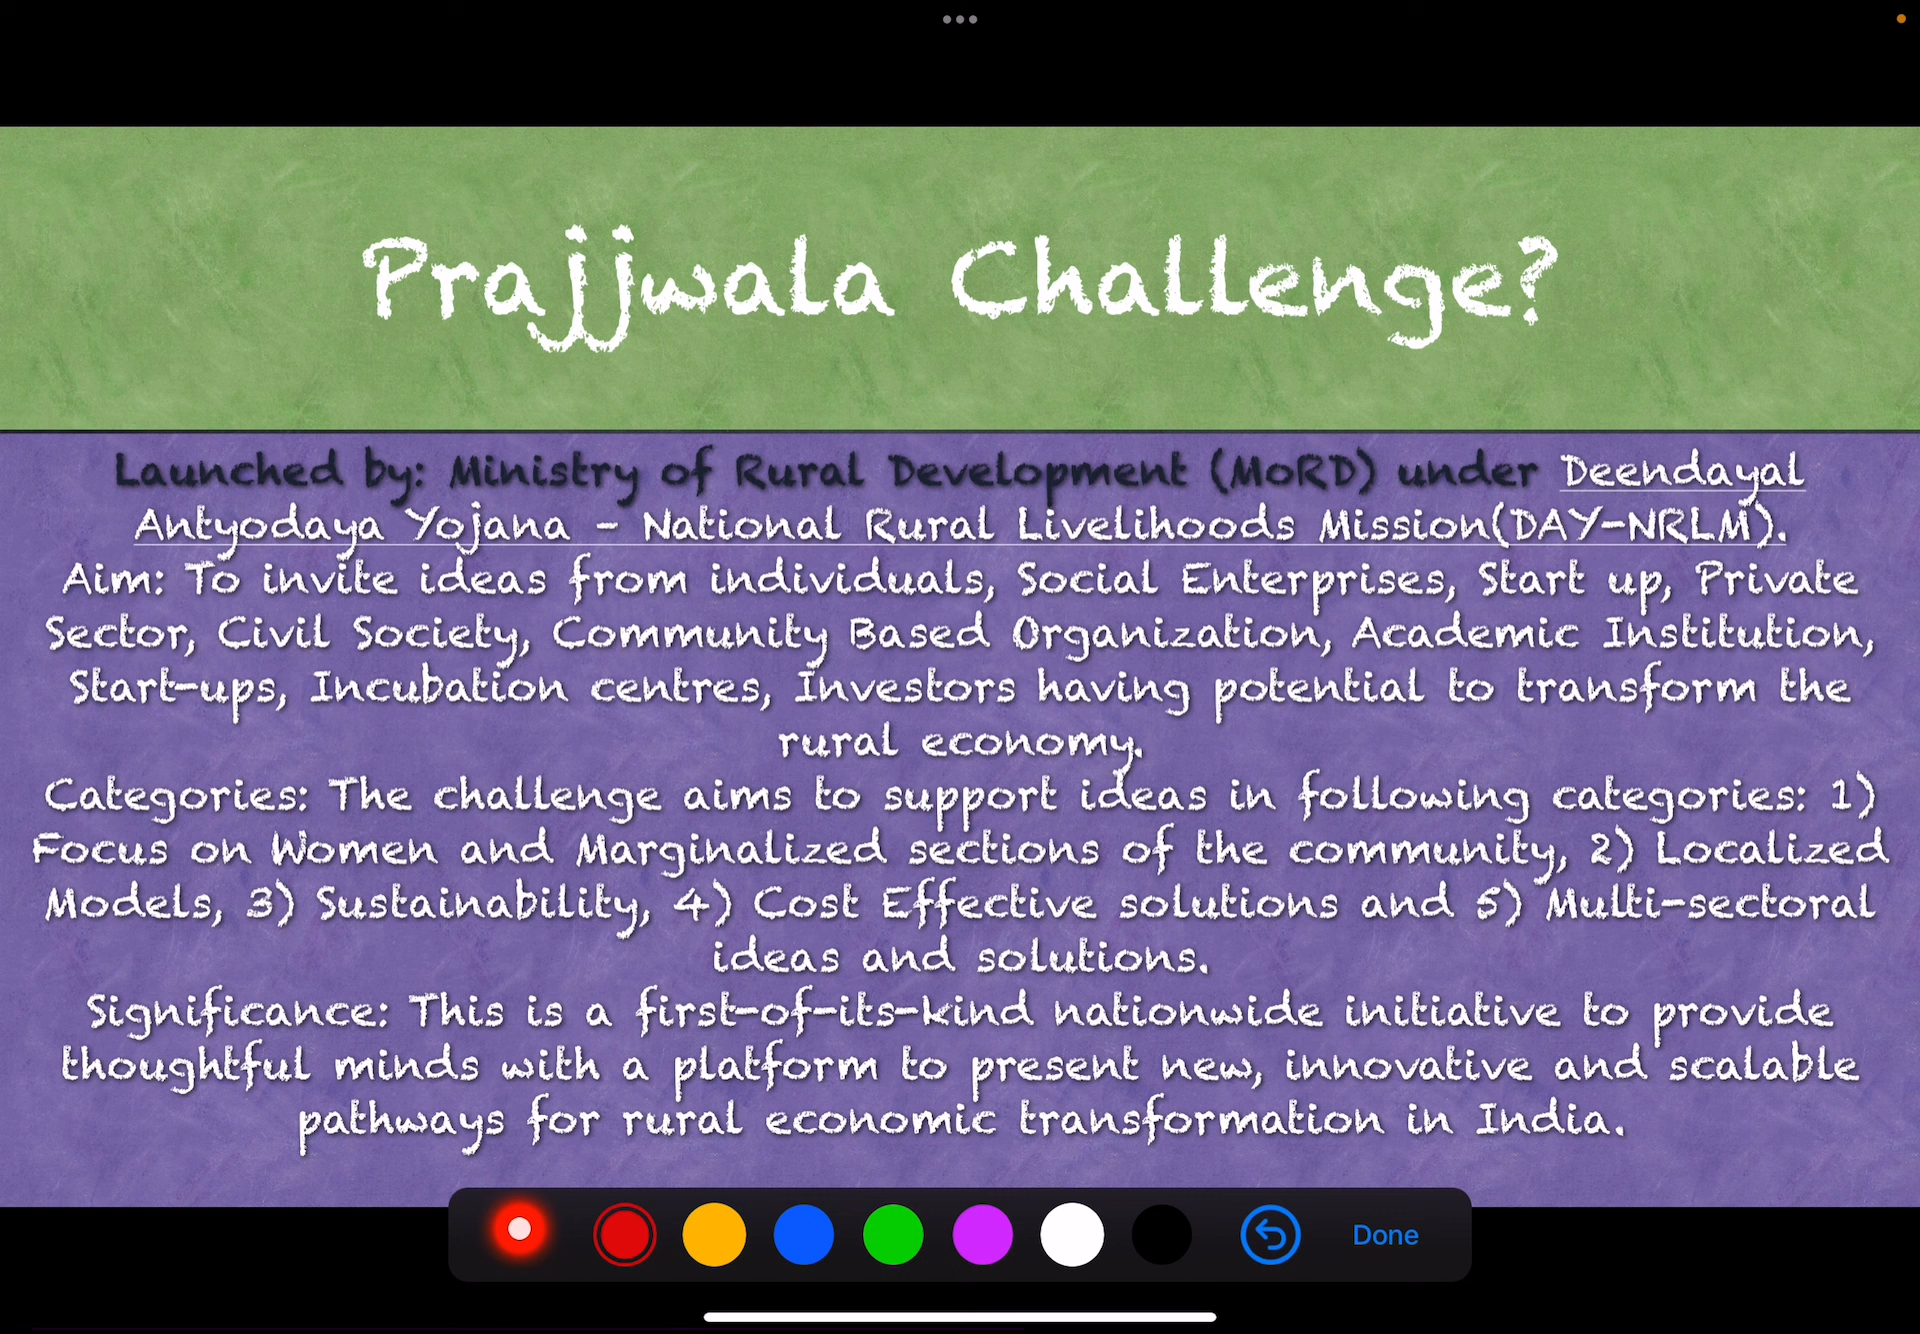 Prajjwala Challenge?
Launched by: Ministry of Rural Development (MoRD) under Deendayal
Antyodaya Yojana - National Rural Livelihoods Mission(DAY-NRLM).
Aim: To invite ideas from individuals, Social Enterprises, Start up, Private
Sector, Civil Society, Community Based Organization, Academic Institution,
Start-ups, Incubation centres, Investors having potential to transform the
rural economy.
Categories: The challenge aims to support ideas in following categories: 1)
Focus on Women and Marginalized sections of the community, 2) Localized
Models, 3) Sustainability, 4) Cost Effective solutions and 5) Multi-sectoral
ideas and solutions.
Significance: This is a first-of-its-kind nationwide initiative to provide
thoughtful minds with a platform to present new, innovative and scalable
pathways for rural economic transformation in India.
Done